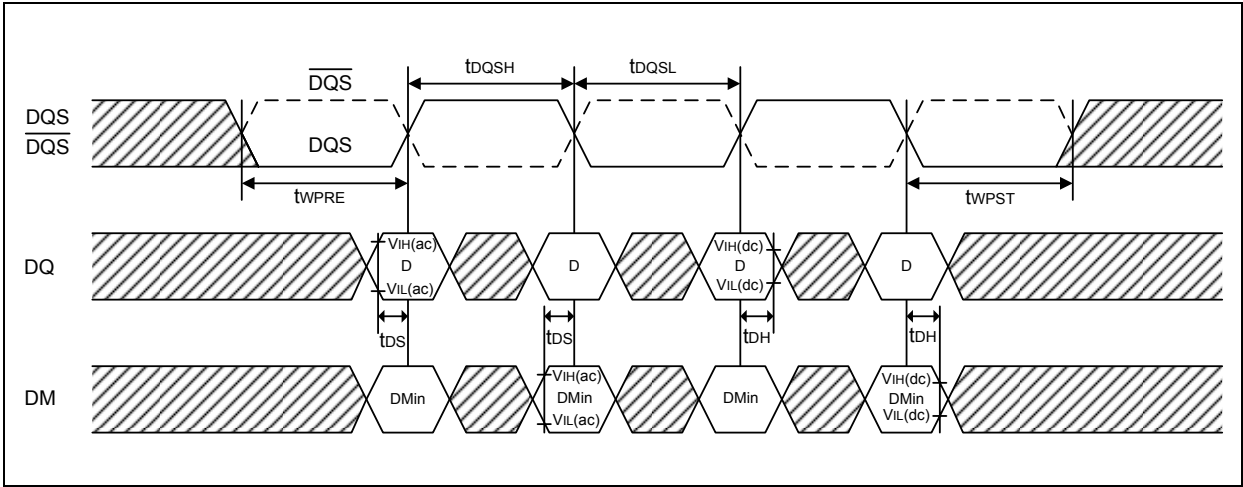 tDQSH
tDQSL
DQS
DQS
DQS
DQS
tWPRE
tWPST
DQ
VIH(ac)
D
VIL(ac)
D
VIH(dc)
D
VIL(dc)
D
tDS
tDS
tDH
tDH
DM
DMin
VIH(ac)
DMin
VIL(ac)
DMin
VIH(dc)
DMin
VIL(dc)